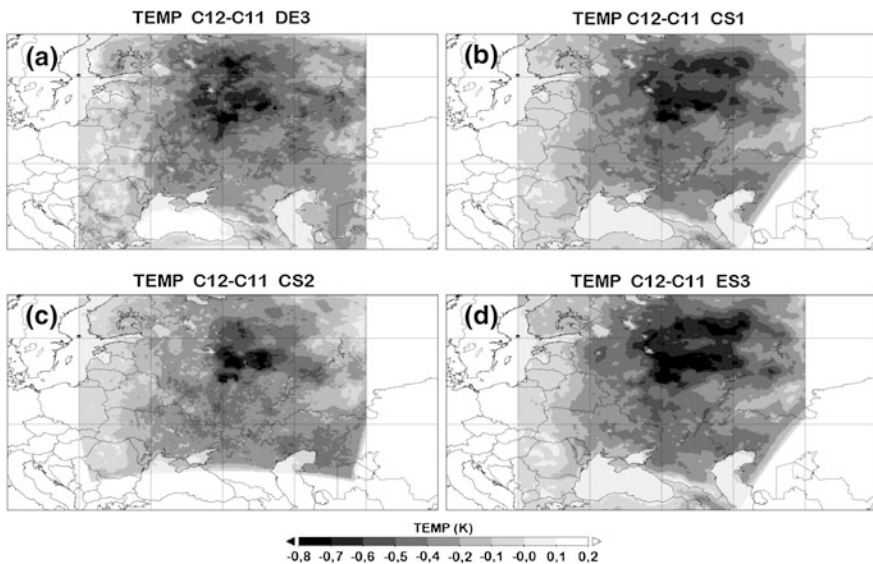 TEMP C12-C11 DE3
TEMP C12-C11 CS1
(a)
(b)
TEMP C12-C11 CS2
TEMP C12-C11 ES3
(c)
(d)
TEMP (K)
-0,8 -0,7 -0,6 -0,5 -0,4 -0,2 -0,1 -0,0 0,1 0,2